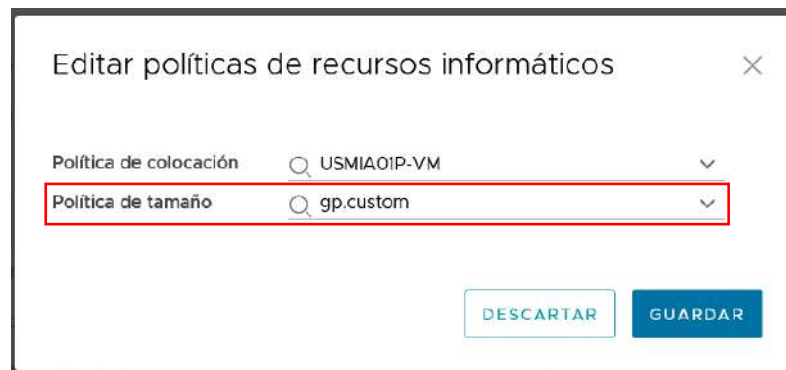 Editar políticas de recursos informáticos
Política de colocación USMIA01P-VM
Política de tamaño gp.custom
DESCARTAR GUARDAR